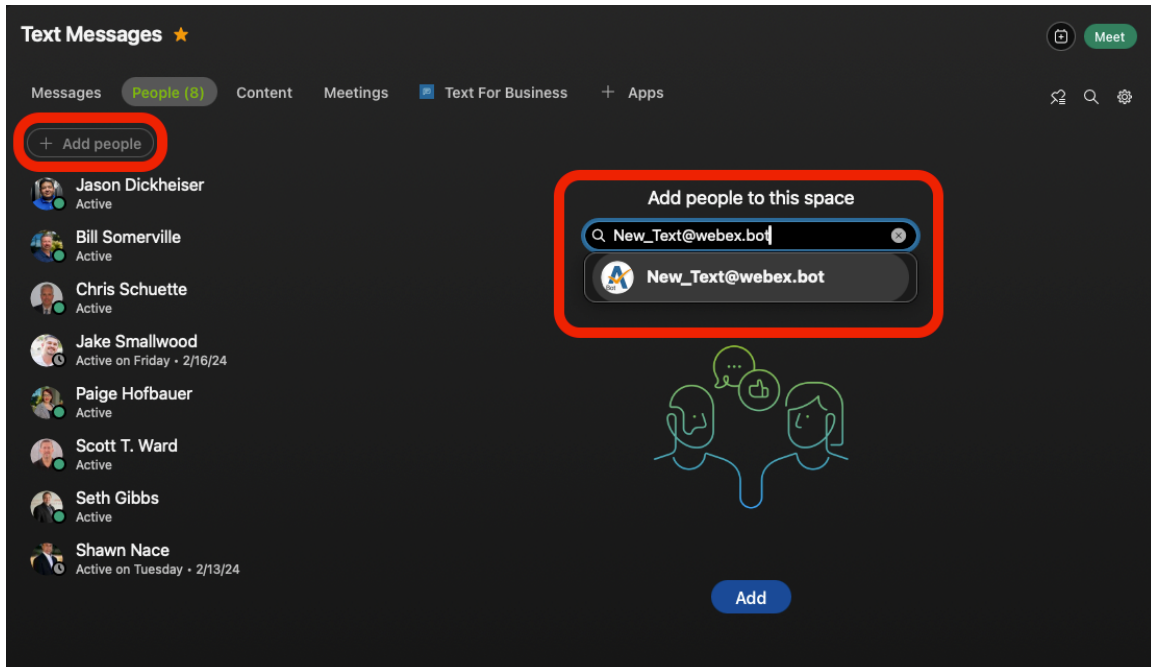 Text Messages
Meet
Messages People (8) Content Meetings Text For Business + Apps
+ Add people
Jason Dickheiser
Active
Bill Somerville
Active
Chris Schuette
Active
Jake Smallwood
Active on Friday • 2/16/24
Paige Hofbauer
Active
Scott T. Ward
Active
Seth Gibbs
Active
Shawn Nace
Active on Tuesday • 2/13/24
Add people to this space
New_Text@webex.bot
New_Text@webex.bot
Bot
Add